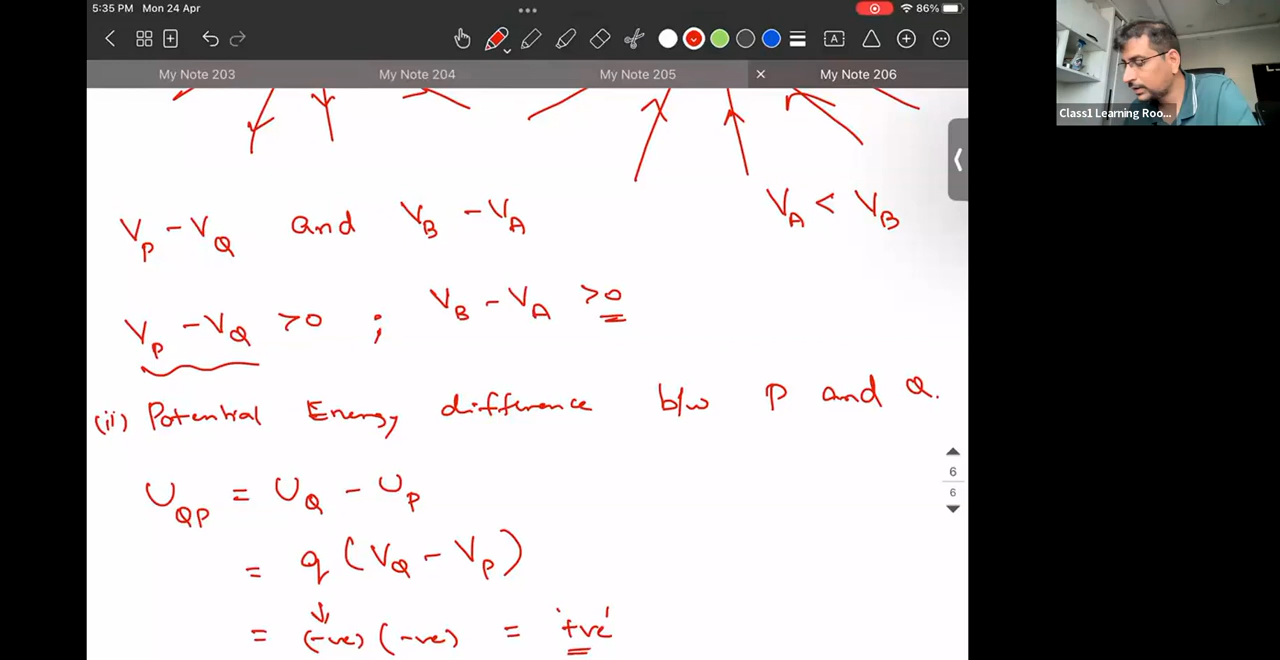 5:35 PM Mon 24 Apr
86%
My Note 203
My Note 204
My Note 205
My Note 206
Class1 Learning Roo...
V_A < V_B
V_P - V_Q and V_B - V_A
V_P - V_Q >0 ; V_B - V_A >0
(ii) Potential Energy difference b/w P and Q.
U_QP = U_Q - U_P
= q (V_Q - V_P)
= (-ve) (-ve) = '+ve'
6
6
A